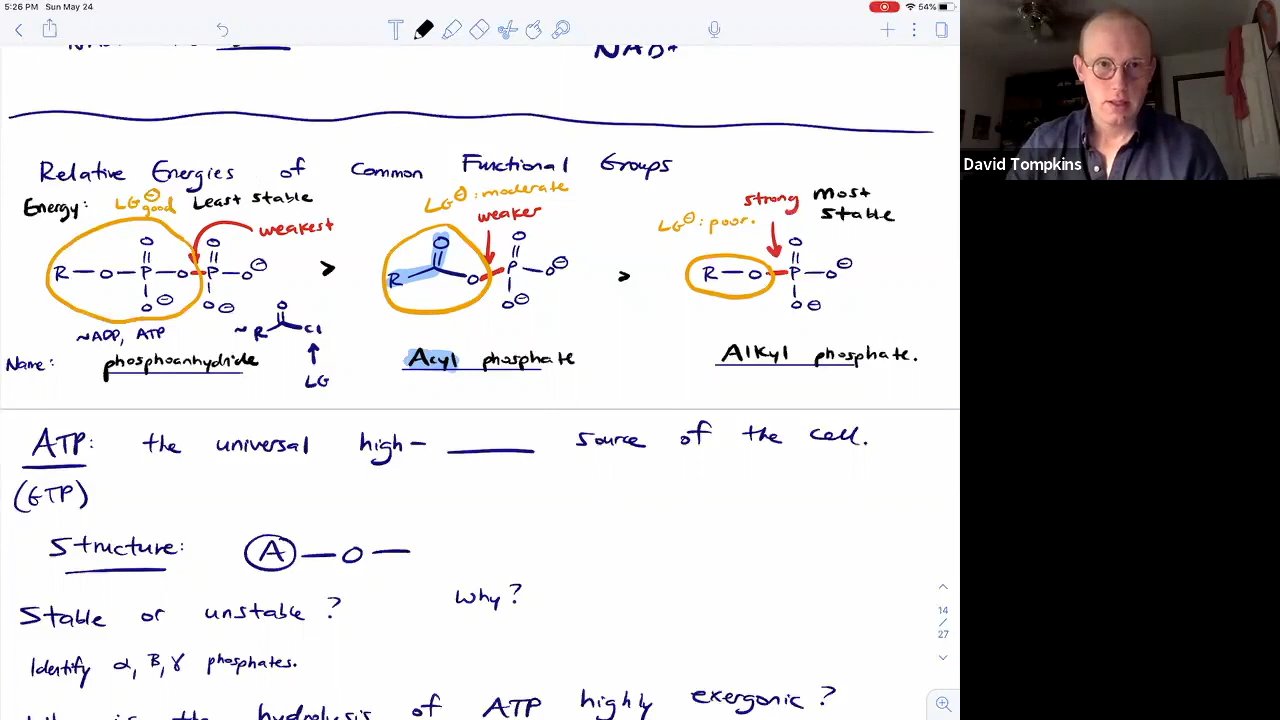 5:26 PM Sun May 24
54%
NAD+
Relative Energies of Common Functional Groups
Energy: LG⊖ good Least stable
weakest
LG⊖: moderate
weaker
LG⊖: poor.
strong
Most stable
R—O—P—O—P—O⊖
O O
O⊖ O⊖
>
R O O P O⊖
O
O⊖
>
R—O—P—O⊖
O
O⊖
~ADP, ATP
~R O Cl
LG
Name: phosphoanhydride
Acyl phosphate
Alkyl phosphate.
ATP: the universal high- ______ source of the cell.
(GTP)
Structure: A—O—
Stable or unstable? Why?
Identify α, β, γ phosphates.
the hydrolysis of ATP highly exergonic?
14
/
27
David Tompkins